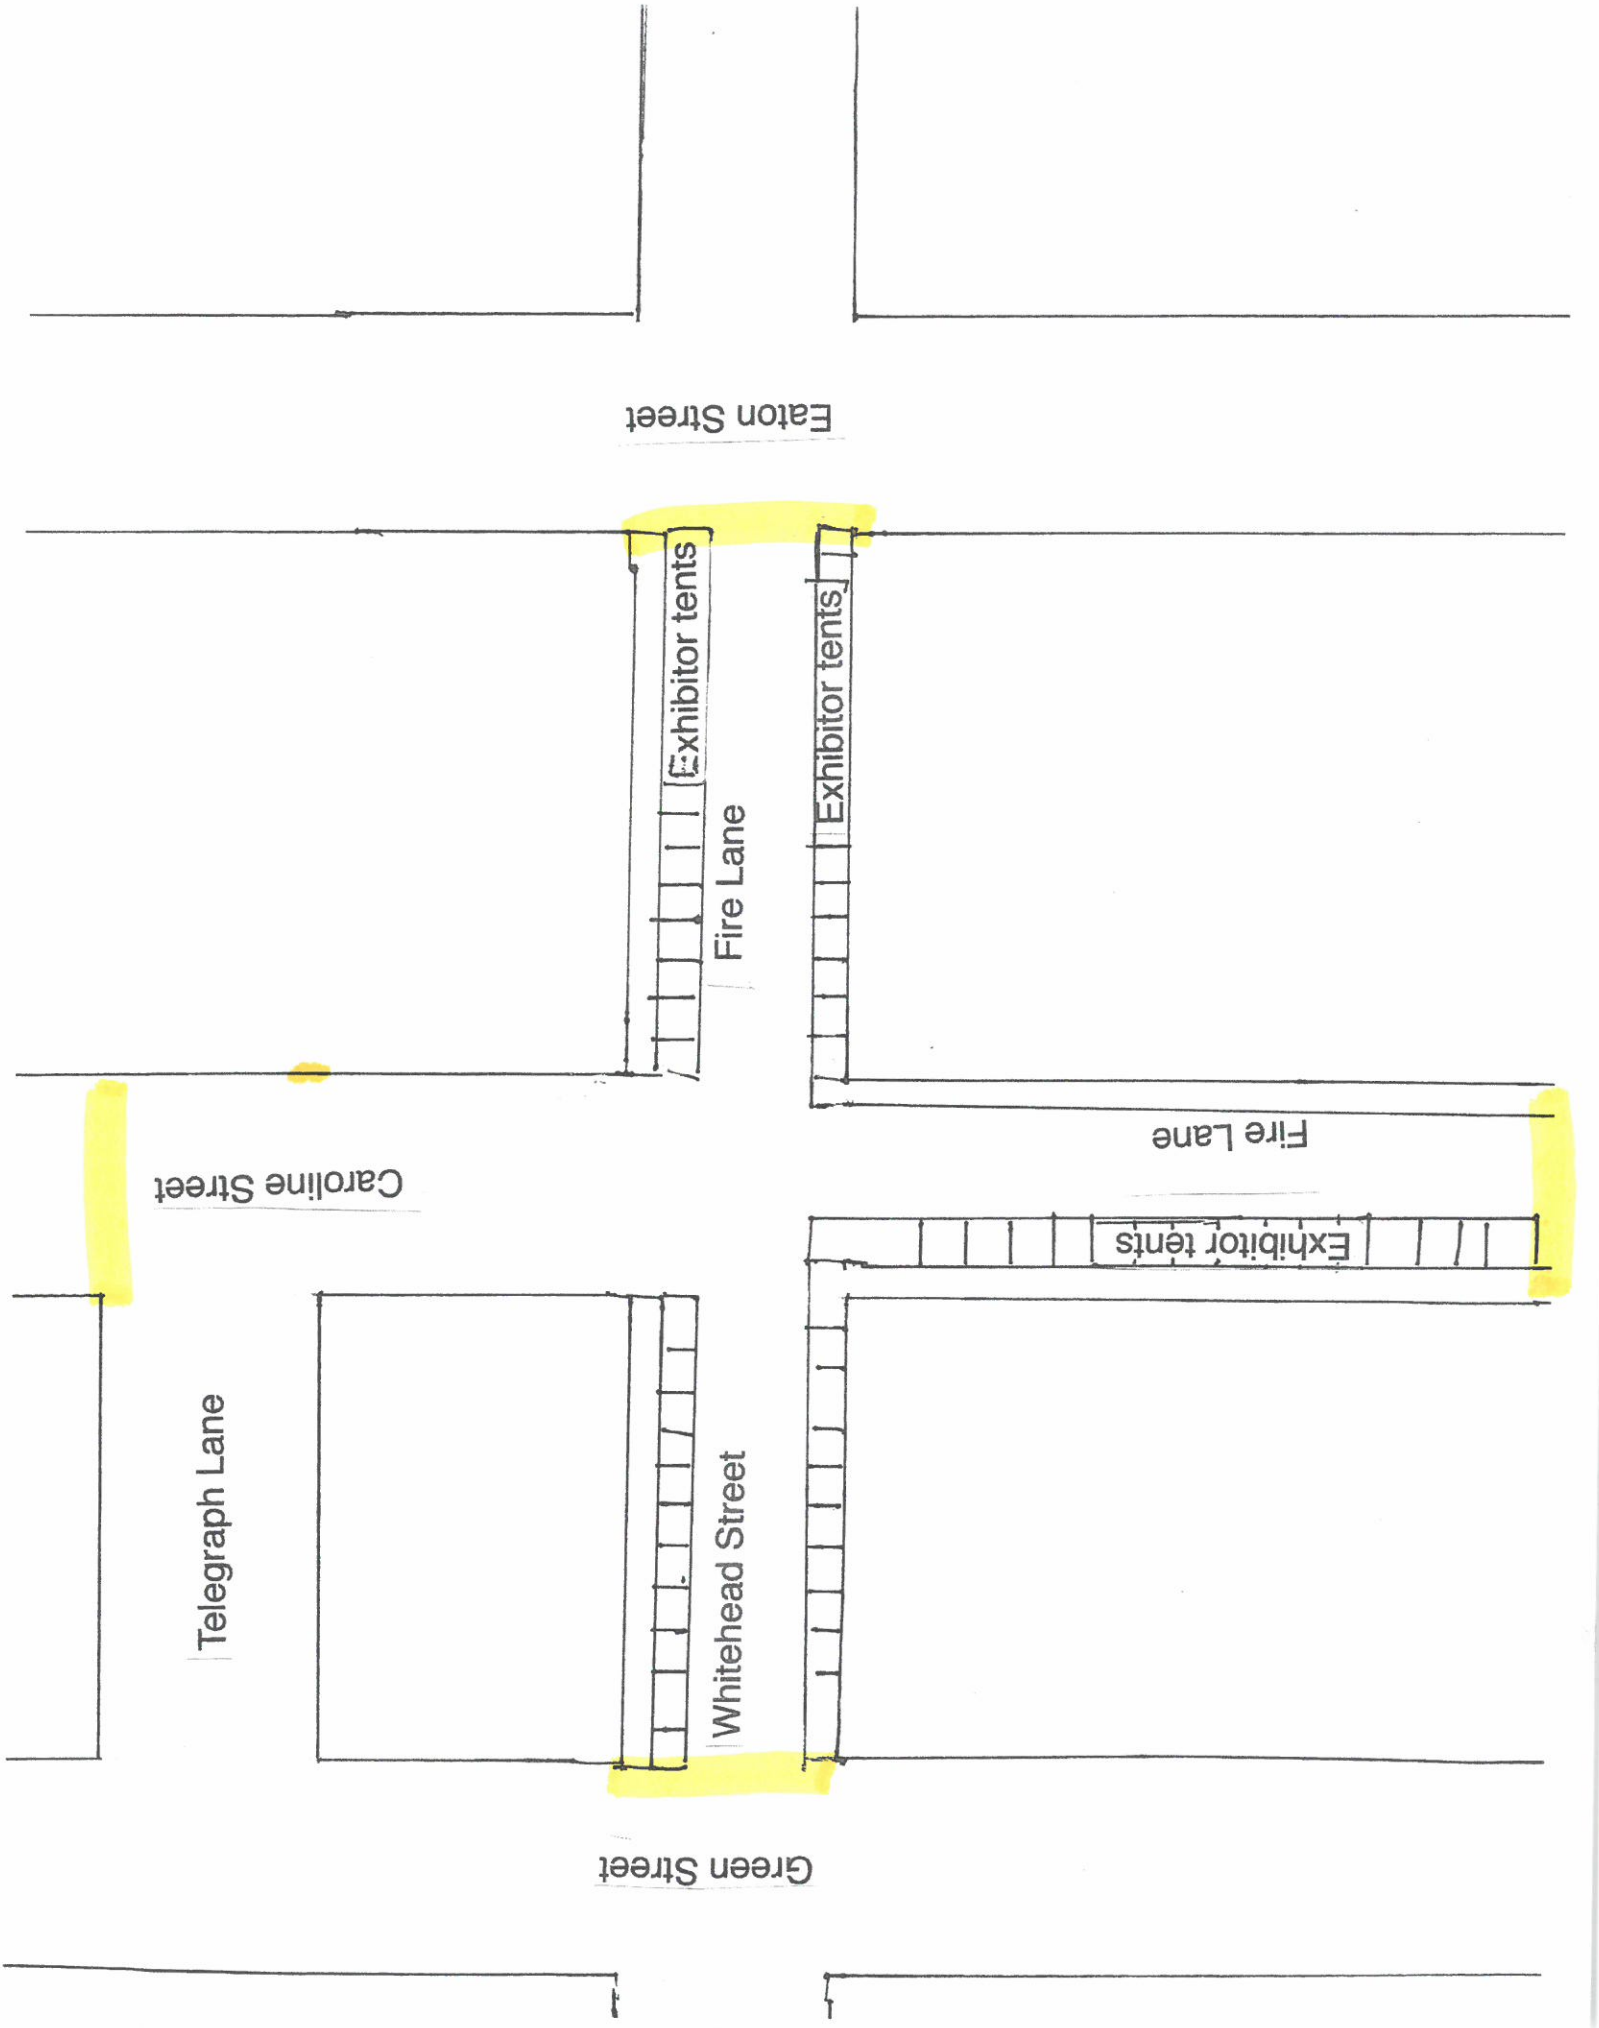 Eaton Street
Exhibitor tents
Exhibitor tents
Fire Lane
Fire Lane
Caroline Street
Exhibitor tents
Telegraph Lane
Whitehead Street
Green Street